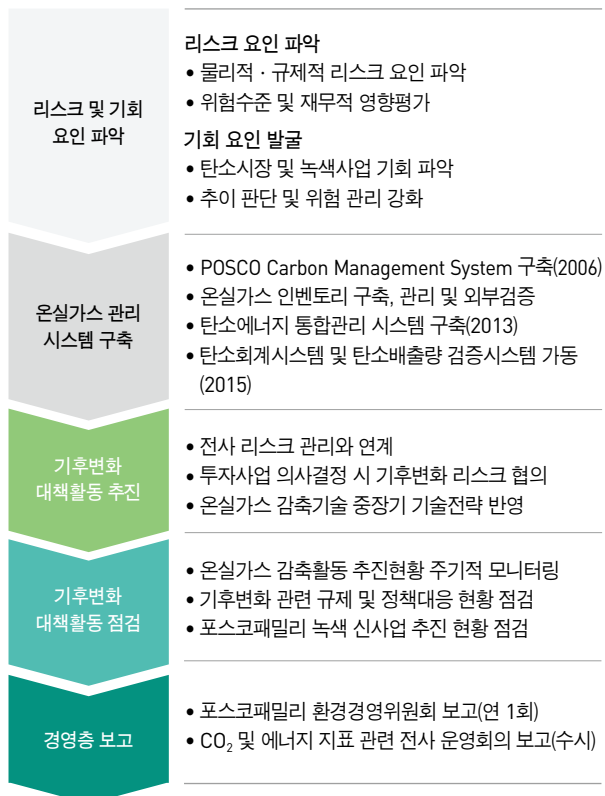 리스크 및 기회
요인 파악
리스크 요인 파악
• 물리적 · 규제적 리스크 요인 파악
• 위험수준 및 재무적 영향평가
기회 요인 발굴
• 탄소시장 및 녹색사업 기회 파악
• 추이 판단 및 위험 관리 강화
온실가스 관리
시스템 구축
• POSCO Carbon Management System 구축(2006)
• 온실가스 인벤토리 구축, 관리 및 외부검증
• 탄소에너지 통합관리 시스템 구축(2013)
• 탄소회계시스템 및 탄소배출량 검증시스템 가동
(2015)
기후변화
대책활동 추진
• 전사 리스크 관리와 연계
• 투자사업 의사결정 시 기후변화 리스크 협의
• 온실가스 감축기술 중장기 기술전략 반영
기후변화
대책활동 점검
• 온실가스 감축활동 추진현황 주기적 모니터링
• 기후변화 관련 규제 및 정책대응 현황 점검
• 포스코패밀리 녹색 신사업 추진 현황 점검
경영층 보고
• 포스코패밀리 환경경영위원회 보고(연 1회)
• CO₂ 및 에너지 지표 관련 전사 운영회의 보고(수시)